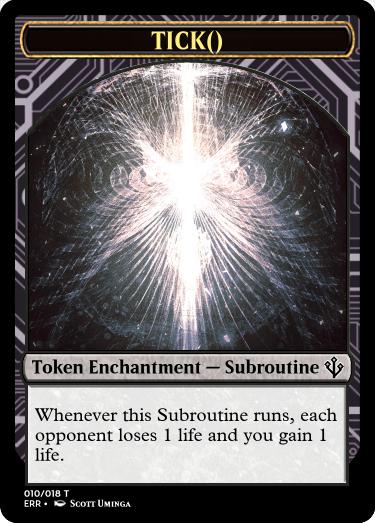 TICK()
Token Enchantment — Subroutine
Whenever this Subroutine runs, each
opponent loses 1 life and you gain 1
life.
010/018 T
ERR • Scott Uminga